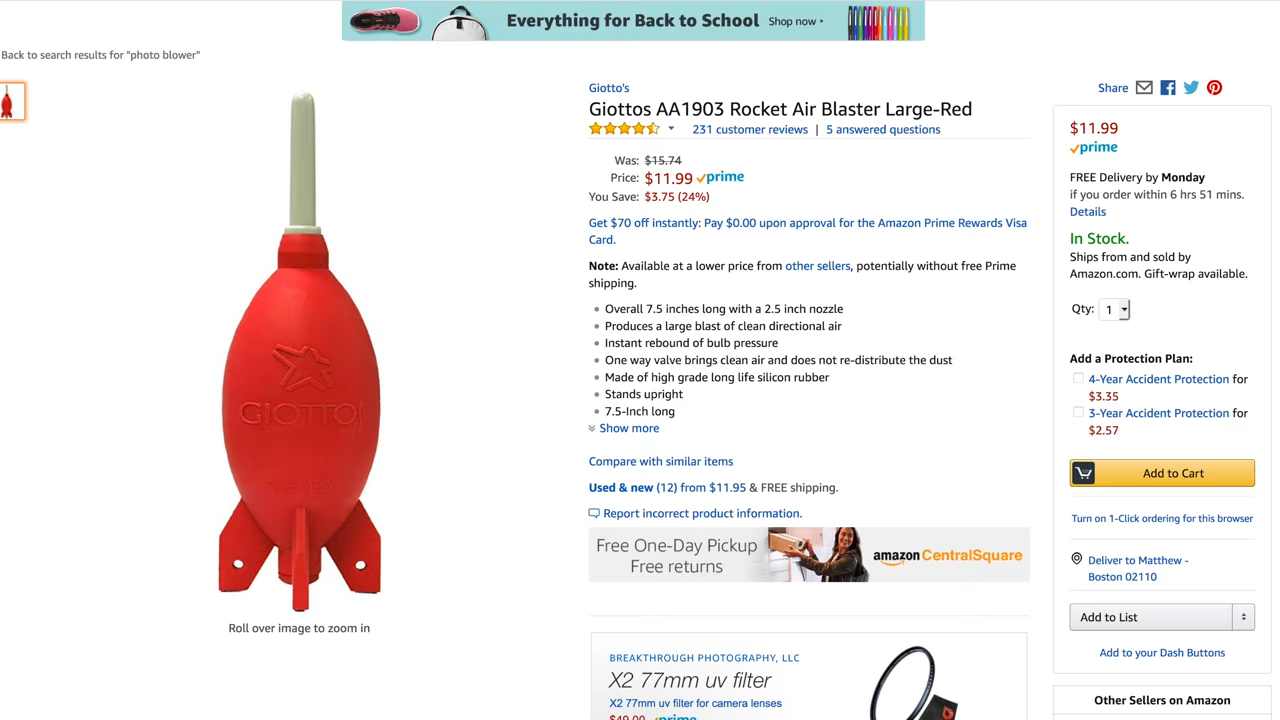 Everything for Back to School Shop now ›
Back to search results for "photo blower"
Giotto's
Share
Giottos AA1903 Rocket Air Blaster Large-Red
231 customer reviews | 5 answered questions
Was: $15.74
Price: $11.99 prime
You Save: $3.75 (24%)
Get $70 off instantly: Pay $0.00 upon approval for the Amazon Prime Rewards Visa
Card.
Note: Available at a lower price from other sellers, potentially without free Prime
shipping.
Overall 7.5 inches long with a 2.5 inch nozzle
Produces a large blast of clean directional air
Instant rebound of bulb pressure
One way valve brings clean air and does not re-distribute the dust
Made of high grade long life silicon rubber
Stands upright
7.5-Inch long
Show more
Compare with similar items
Used & new (12) from $11.95 & FREE shipping.
Report incorrect product information.
Free One-Day Pickup
Free returns
amazon CentralSquare
GIOTTO
Roll over image to zoom in
BREAKTHROUGH PHOTOGRAPHY, LLC
X2 77mm uv filter
X2 77mm uv filter for camera lenses
$49.00 prime
$11.99
prime
FREE Delivery by Monday
if you order within 6 hrs 51 mins.
Details
In Stock.
Ships from and sold by
Amazon.com. Gift-wrap available.
Qty: 1
Add a Protection Plan:
4-Year Accident Protection for
$3.35
3-Year Accident Protection for
$2.57
Add to Cart
Turn on 1-Click ordering for this browser
Deliver to Matthew -
Boston 02110
Add to List
Add to your Dash Buttons
Other Sellers on Amazon